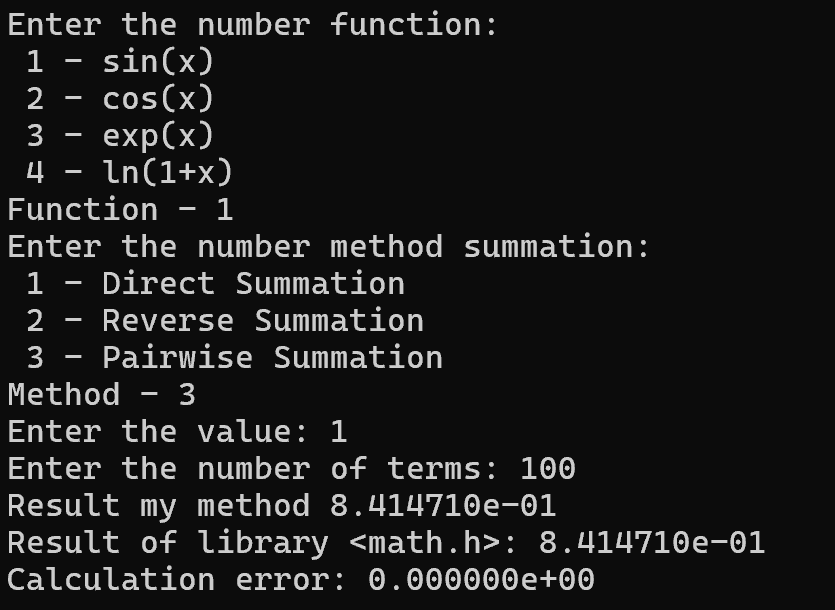 Enter the number function:
 1 - sin(x)
 2 - cos(x)
 3 - exp(x)
 4 - ln(1+x)
Function - 1
Enter the number method summation:
 1 - Direct Summation
 2 - Reverse Summation
 3 - Pairwise Summation
Method - 3
Enter the value: 1
Enter the number of terms: 100
Result my method 8.414710e-01
Result of library <math.h>: 8.414710e-01
Calculation error: 0.000000e+00